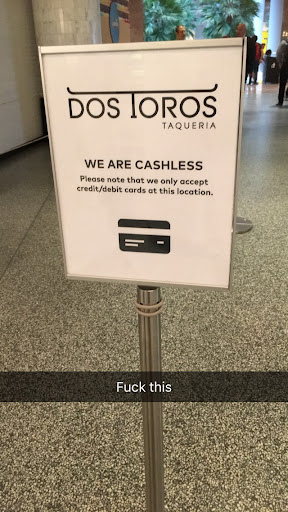 DOS TOROS
TAQUERIA
WE ARE CASHLESS
Please note that we only accept
credit/debit cards at this location.
Fuck this